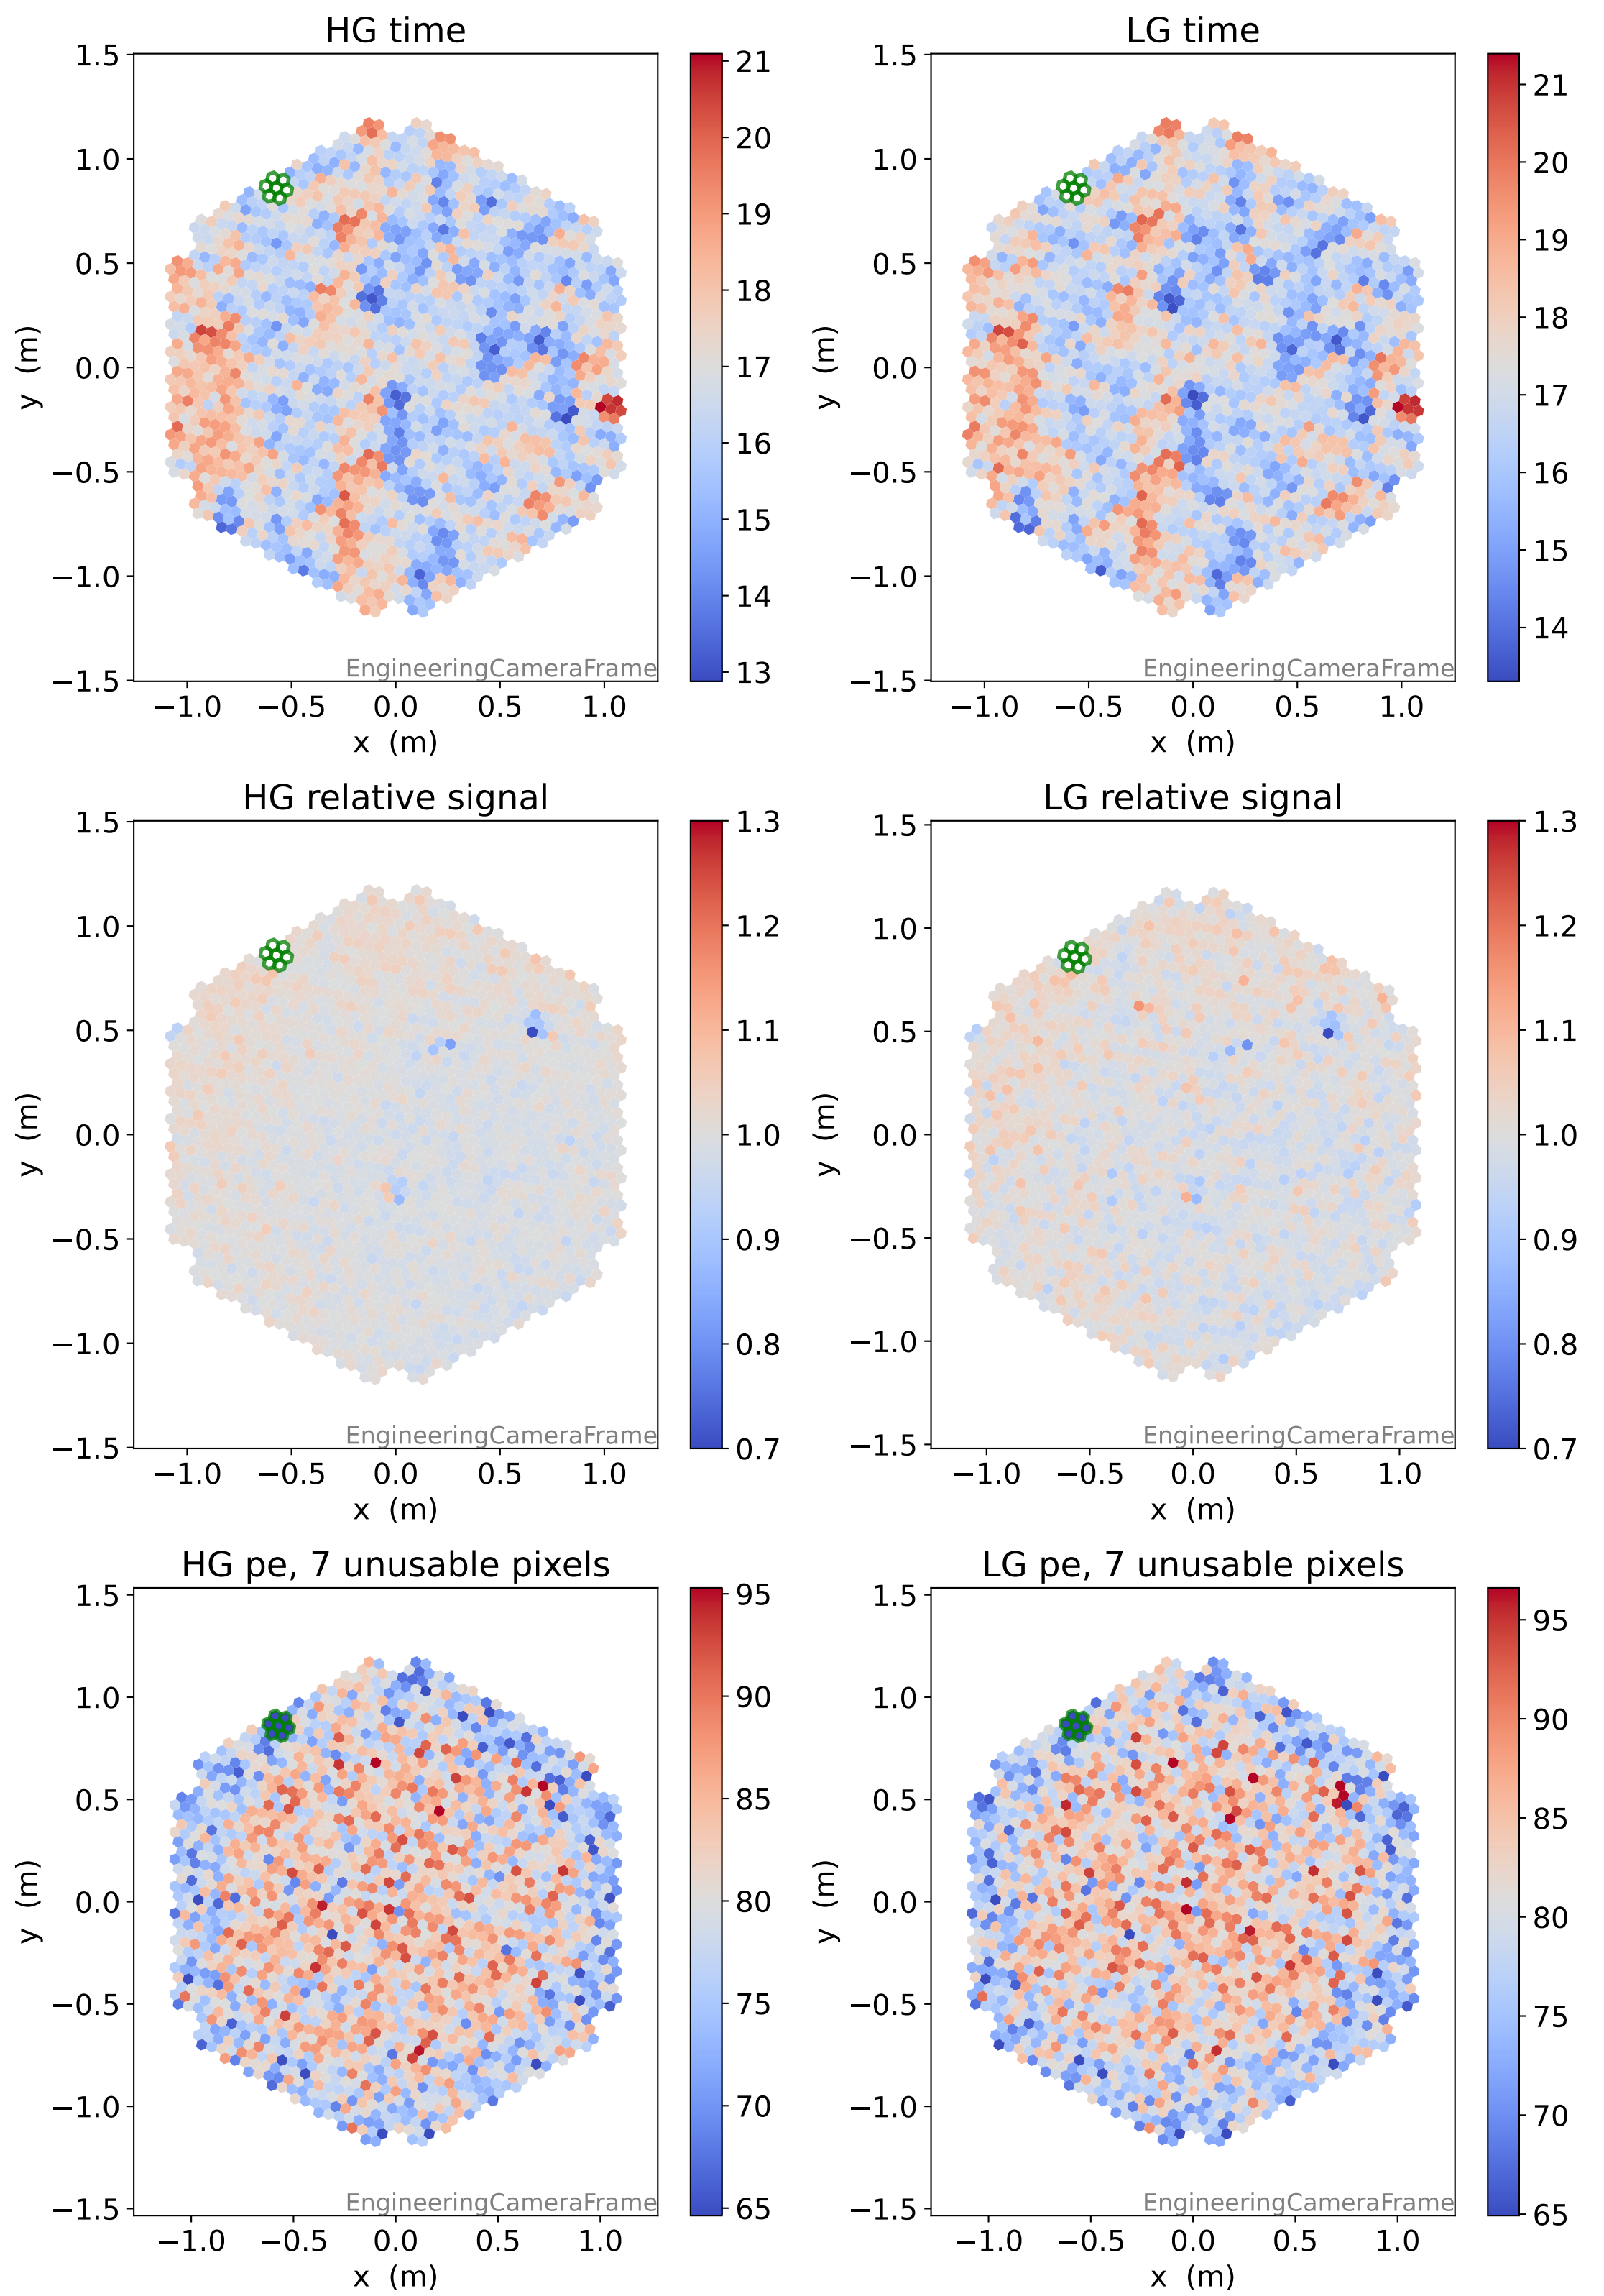 HG time
1.5
1.0
0.5
0.0
−0.5
−1.0
−1.5
y (m)
−1.0 −0.5 0.0 0.5 1.0
x (m)
EngineeringCameraFrame
21
20
19
18
17
16
15
14
13
LG time
1.5
1.0
0.5
0.0
−0.5
−1.0
−1.5
y (m)
−1.0 −0.5 0.0 0.5 1.0
x (m)
EngineeringCameraFrame
21
20
19
18
17
16
15
14
HG relative signal
1.5
1.0
0.5
0.0
−0.5
−1.0
−1.5
y (m)
−1.0 −0.5 0.0 0.5 1.0
x (m)
EngineeringCameraFrame
1.3
1.2
1.1
1.0
0.9
0.8
0.7
LG relative signal
1.5
1.0
0.5
0.0
−0.5
−1.0
−1.5
y (m)
−1.0 −0.5 0.0 0.5 1.0
x (m)
EngineeringCameraFrame
1.3
1.2
1.1
1.0
0.9
0.8
0.7
HG pe, 7 unusable pixels
1.5
1.0
0.5
0.0
−0.5
−1.0
−1.5
y (m)
−1.0 −0.5 0.0 0.5 1.0
x (m)
EngineeringCameraFrame
95
90
85
80
75
70
65
LG pe, 7 unusable pixels
1.5
1.0
0.5
0.0
−0.5
−1.0
−1.5
y (m)
−1.0 −0.5 0.0 0.5 1.0
x (m)
EngineeringCameraFrame
95
90
85
80
75
70
65